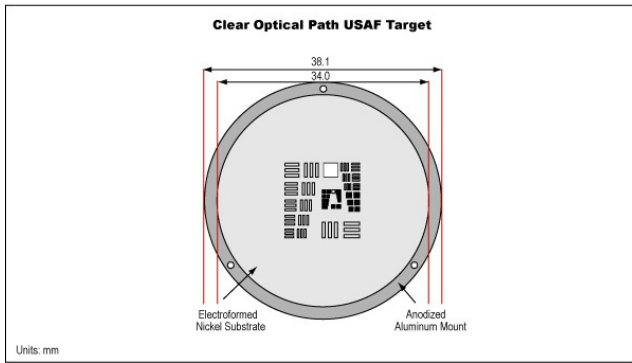 Clear Optical Path USAF Target
38.1
34.0
Electroformed
Nickel Substrate
Anodized
Aluminum Mount
Units: mm